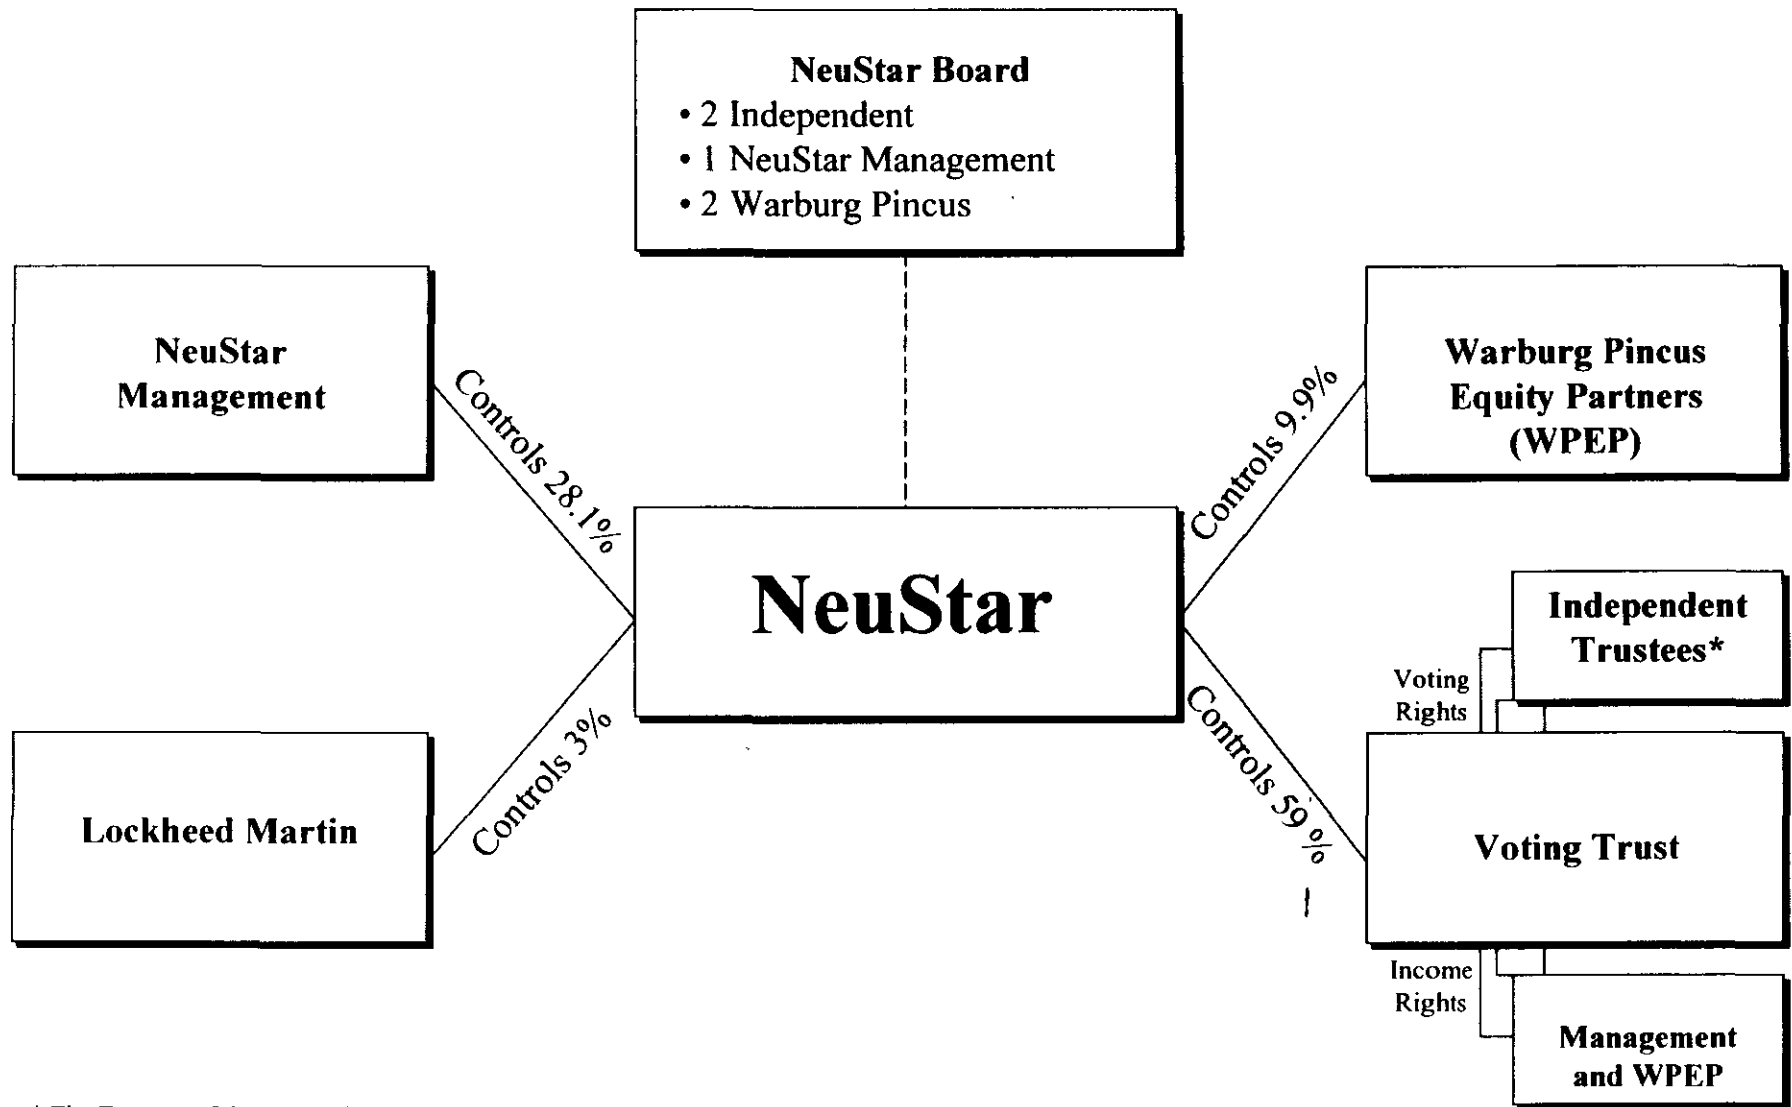 NeuStar Board
• 2 Independent
• 1 NeuStar Management
• 2 Warburg Pincus
NeuStar
Management
Warburg Pincus
Equity Partners
(WPEP)
Controls 28.1%
Controls 9.9%
NeuStar
Independent
Trustees*
Voting
Rights
Lockheed Martin
Controls 3%
Controls 59 %
Voting Trust
Income
Rights
Management
and WPEP